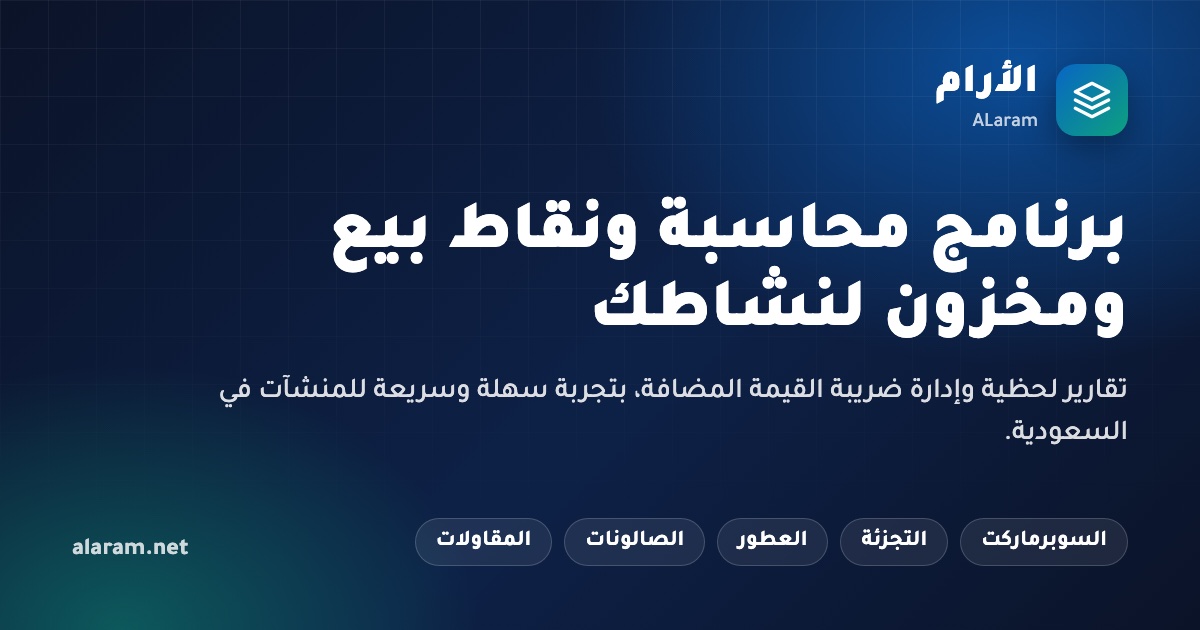 الأرام
ALaram
برنامج محاسبة ونقاط بيع
ومخزون لنشاطك
تقارير لحظية وإدارة ضريبة القيمة المضافة، بتجربة سهلة وسريعة للمنشآت في
السعودية.
السوبرماركت
التجزئة
العطور
الصالونات
المقاولات
alaram.net